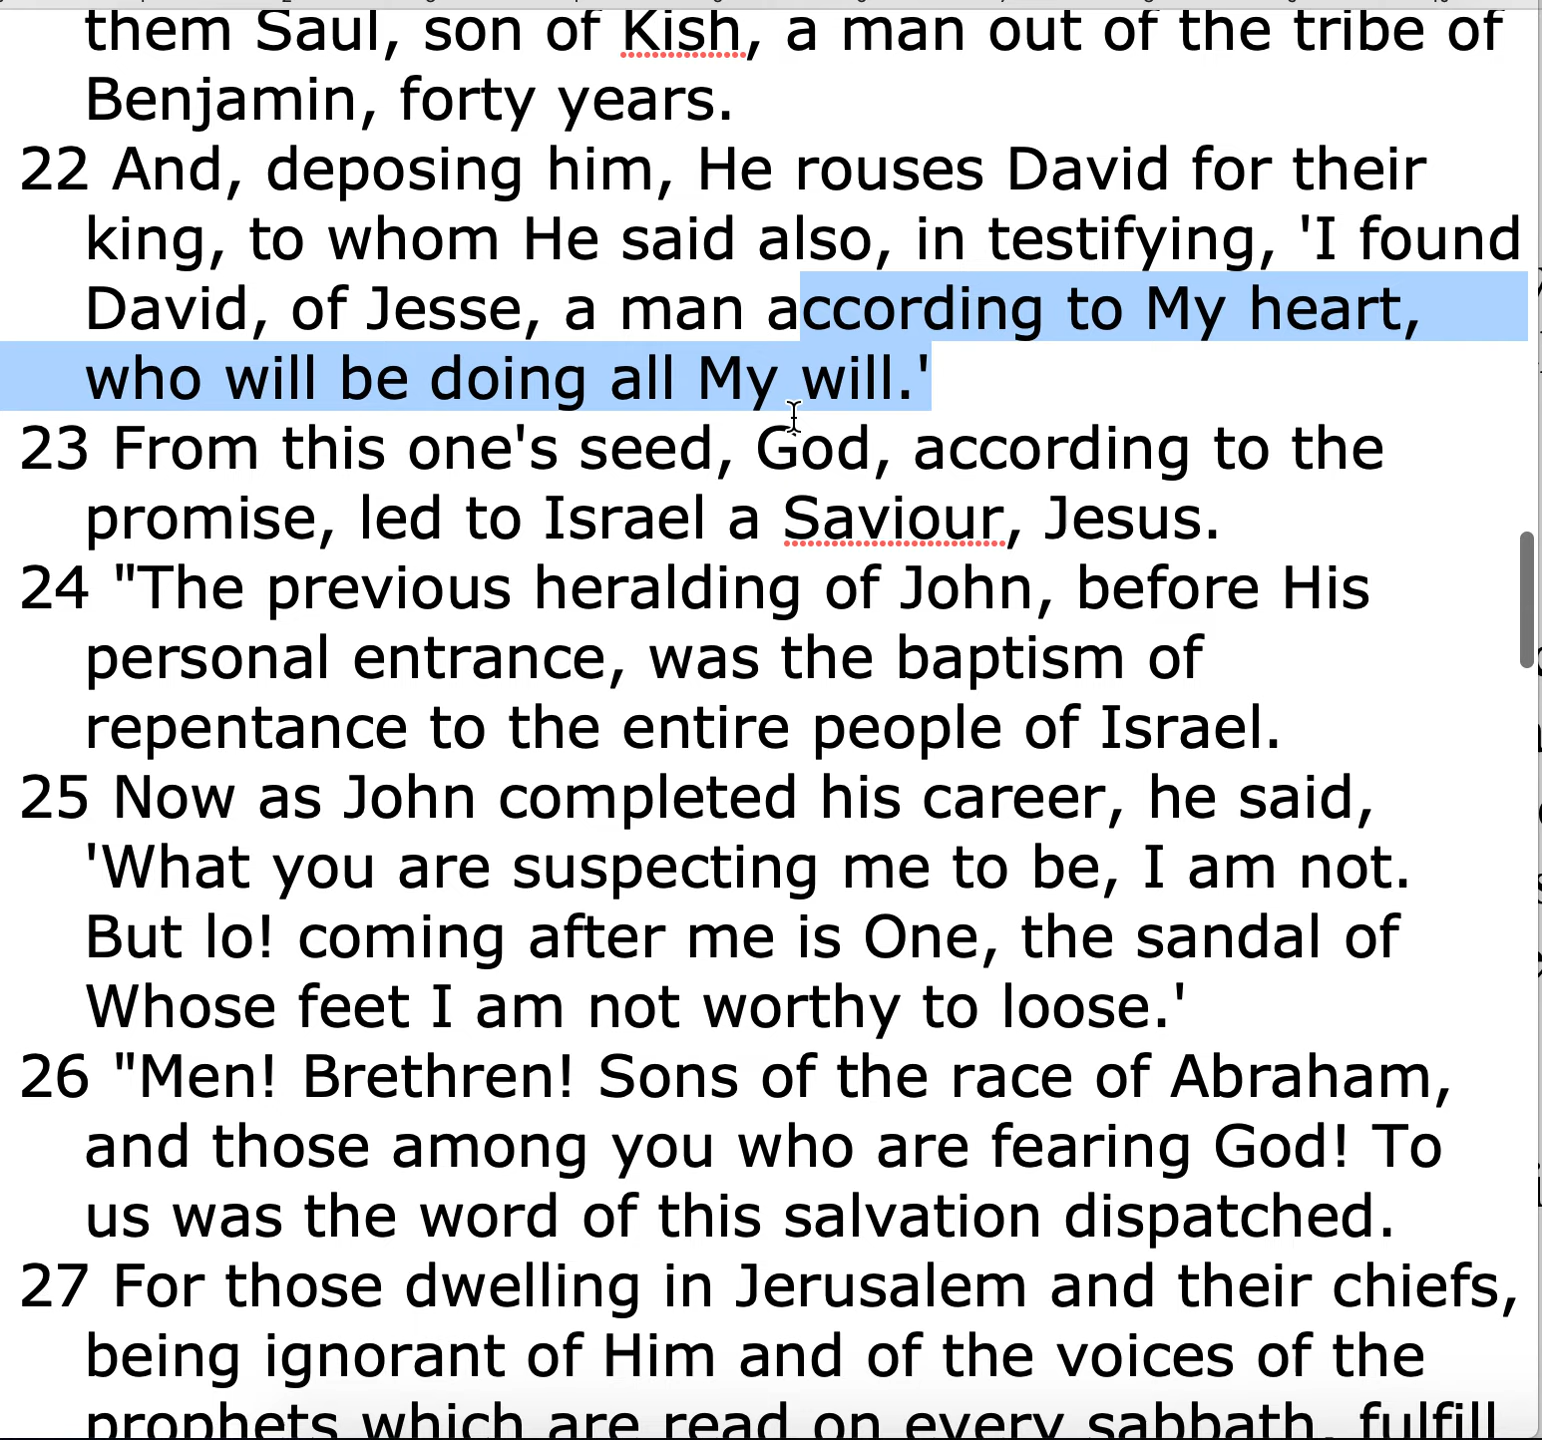 them Saul, son of Kish, a man out of the tribe of
Benjamin, forty years.
22 And, deposing him, He rouses David for their
king, to whom He said also, in testifying, 'I found
David, of Jesse, a man according to My heart,
who will be doing all My will.'
23 From this one's seed, God, according to the
promise, led to Israel a Saviour, Jesus.
24 "The previous heralding of John, before His
personal entrance, was the baptism of
repentance to the entire people of Israel.
25 Now as John completed his career, he said,
'What you are suspecting me to be, I am not.
But lo! coming after me is One, the sandal of
Whose feet I am not worthy to loose.'
26 "Men! Brethren! Sons of the race of Abraham,
and those among you who are fearing God! To
us was the word of this salvation dispatched.
27 For those dwelling in Jerusalem and their chiefs,
being ignorant of Him and of the voices of the
prophets which are read on every sabbath, fulfill